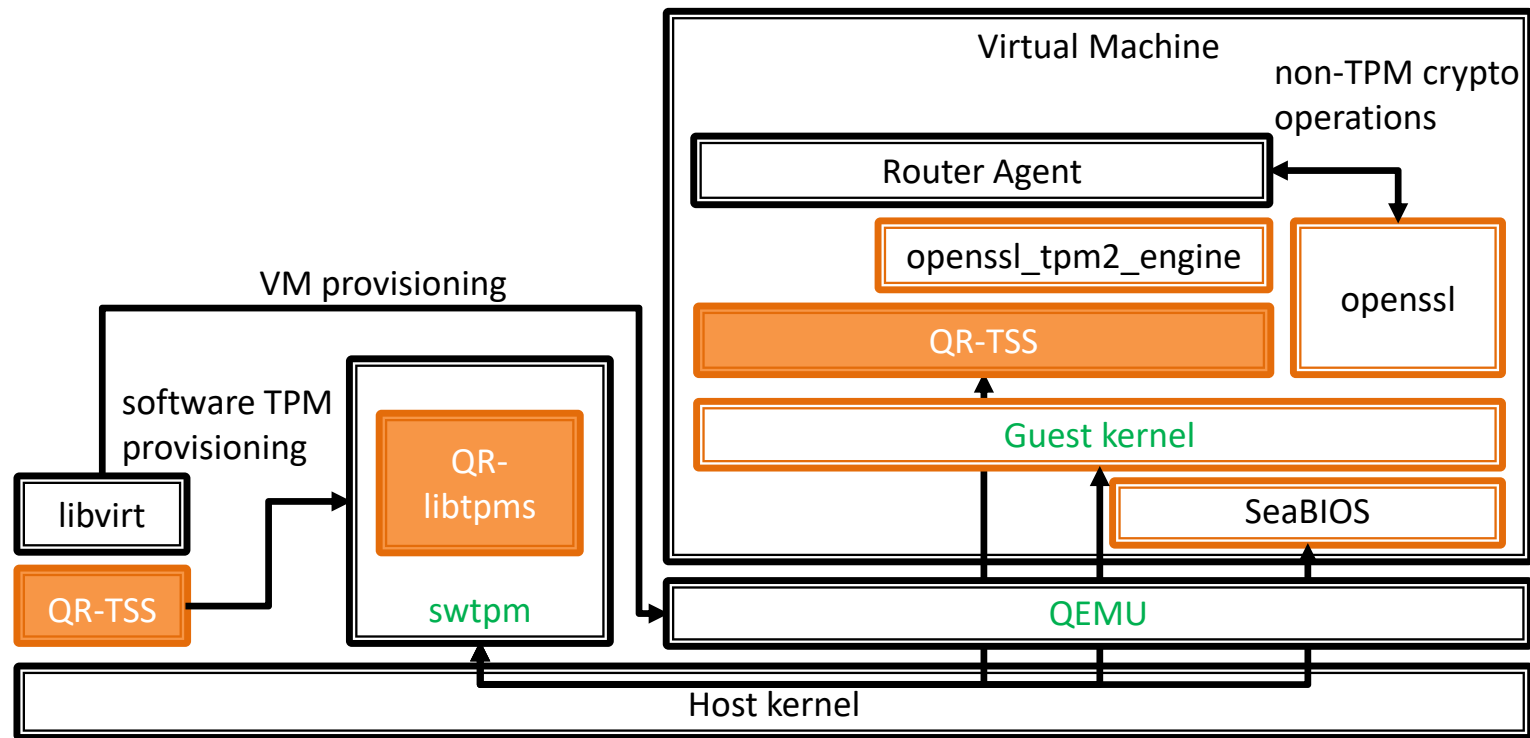 Virtual Machine
non-TPM crypto
operations
Router Agent
openssl_tpm2_engine
openssl
VM provisioning
QR-TSS
software TPM
provisioning
QR-
libtpms
Guest kernel
libvirt
SeaBIOS
QR-TSS
swtpm
QEMU
Host kernel